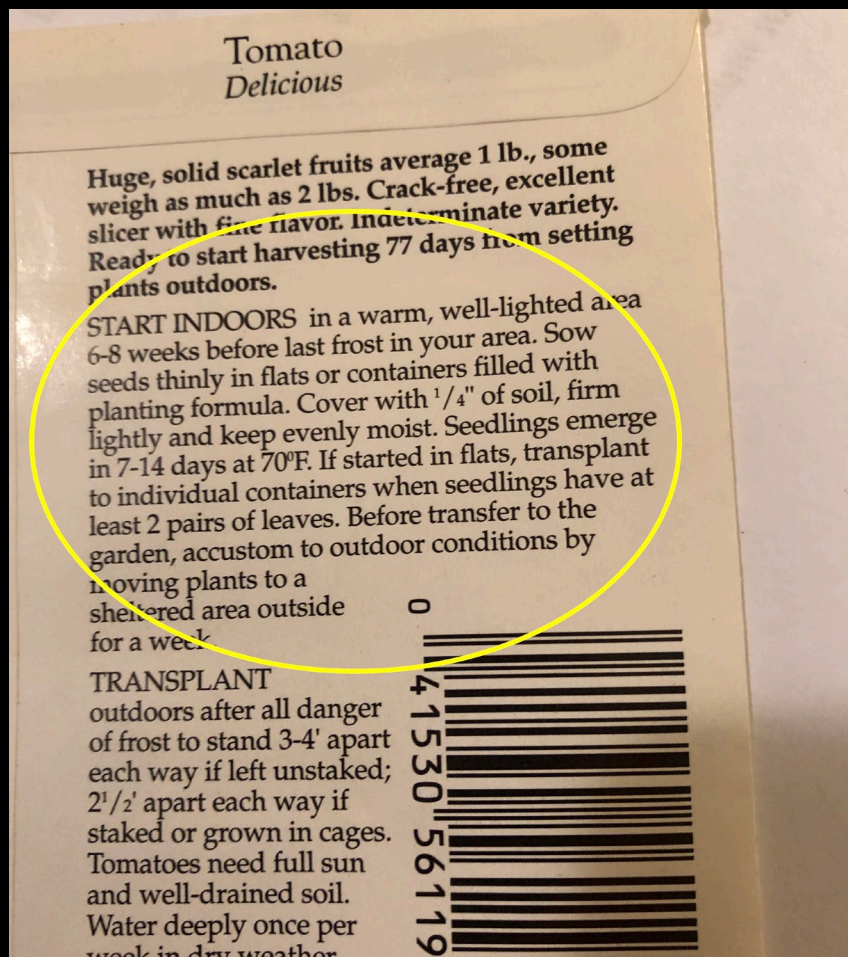 Tomato
Delicious
Huge, solid scarlet fruits average 1 lb., some
weigh as much as 2 lbs. Crack-free, excellent
slicer with fine flavor. Indeterminate variety.
Ready to start harvesting 77 days from setting
plants outdoors.
START INDOORS in a warm, well-lighted area
6-8 weeks before last frost in your area. Sow
seeds thinly in flats or containers filled with
planting formula. Cover with 1/4" of soil, firm
lightly and keep evenly moist. Seedlings emerge
in 7-14 days at 70ºF. If started in flats, transplant
to individual containers when seedlings have at
least 2 pairs of leaves. Before transfer to the
garden, accustom to outdoor conditions by
moving plants to a
sheltered area outside
for a week
TRANSPLANT
outdoors after all danger
of frost to stand 3-4' apart
each way if left unstaked;
2 1/2' apart each way if
staked or grown in cages.
Tomatoes need full sun
and well-drained soil.
Water deeply once per
week in dry weather
0 41530 56119